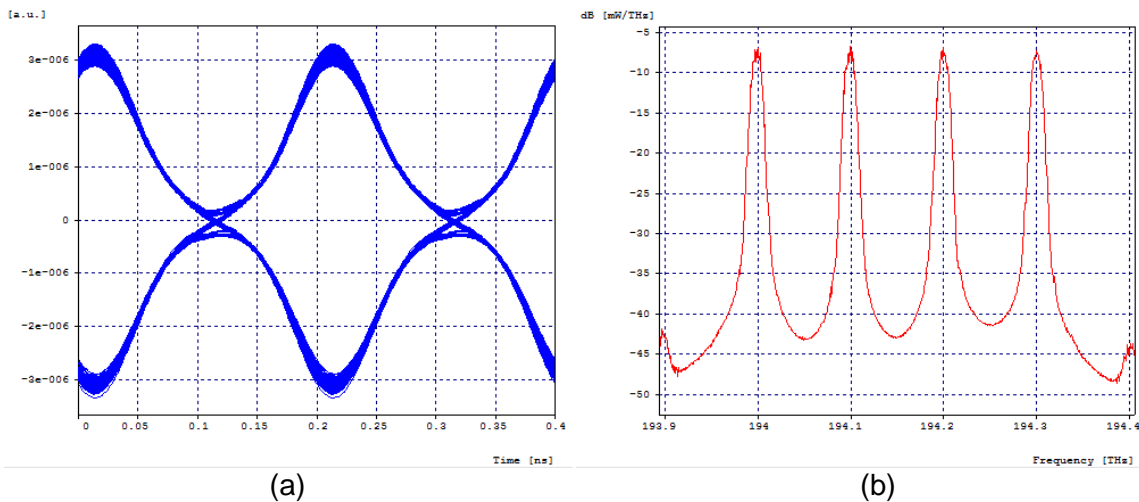 [a.u.]
3e-006
2e-006
1e-006
0
-1e-006
-2e-006
-3e-006
0 0.05 0.1 0.15 0.2 0.25 0.3 0.35 0.4
Time [ns]
(a)
dB [mW/THz]
-5
-10
-15
-20
-25
-30
-35
-40
-45
-50
193.9 194 194.1 194.2 194.3 194.4
Frequency [THz]
(b)